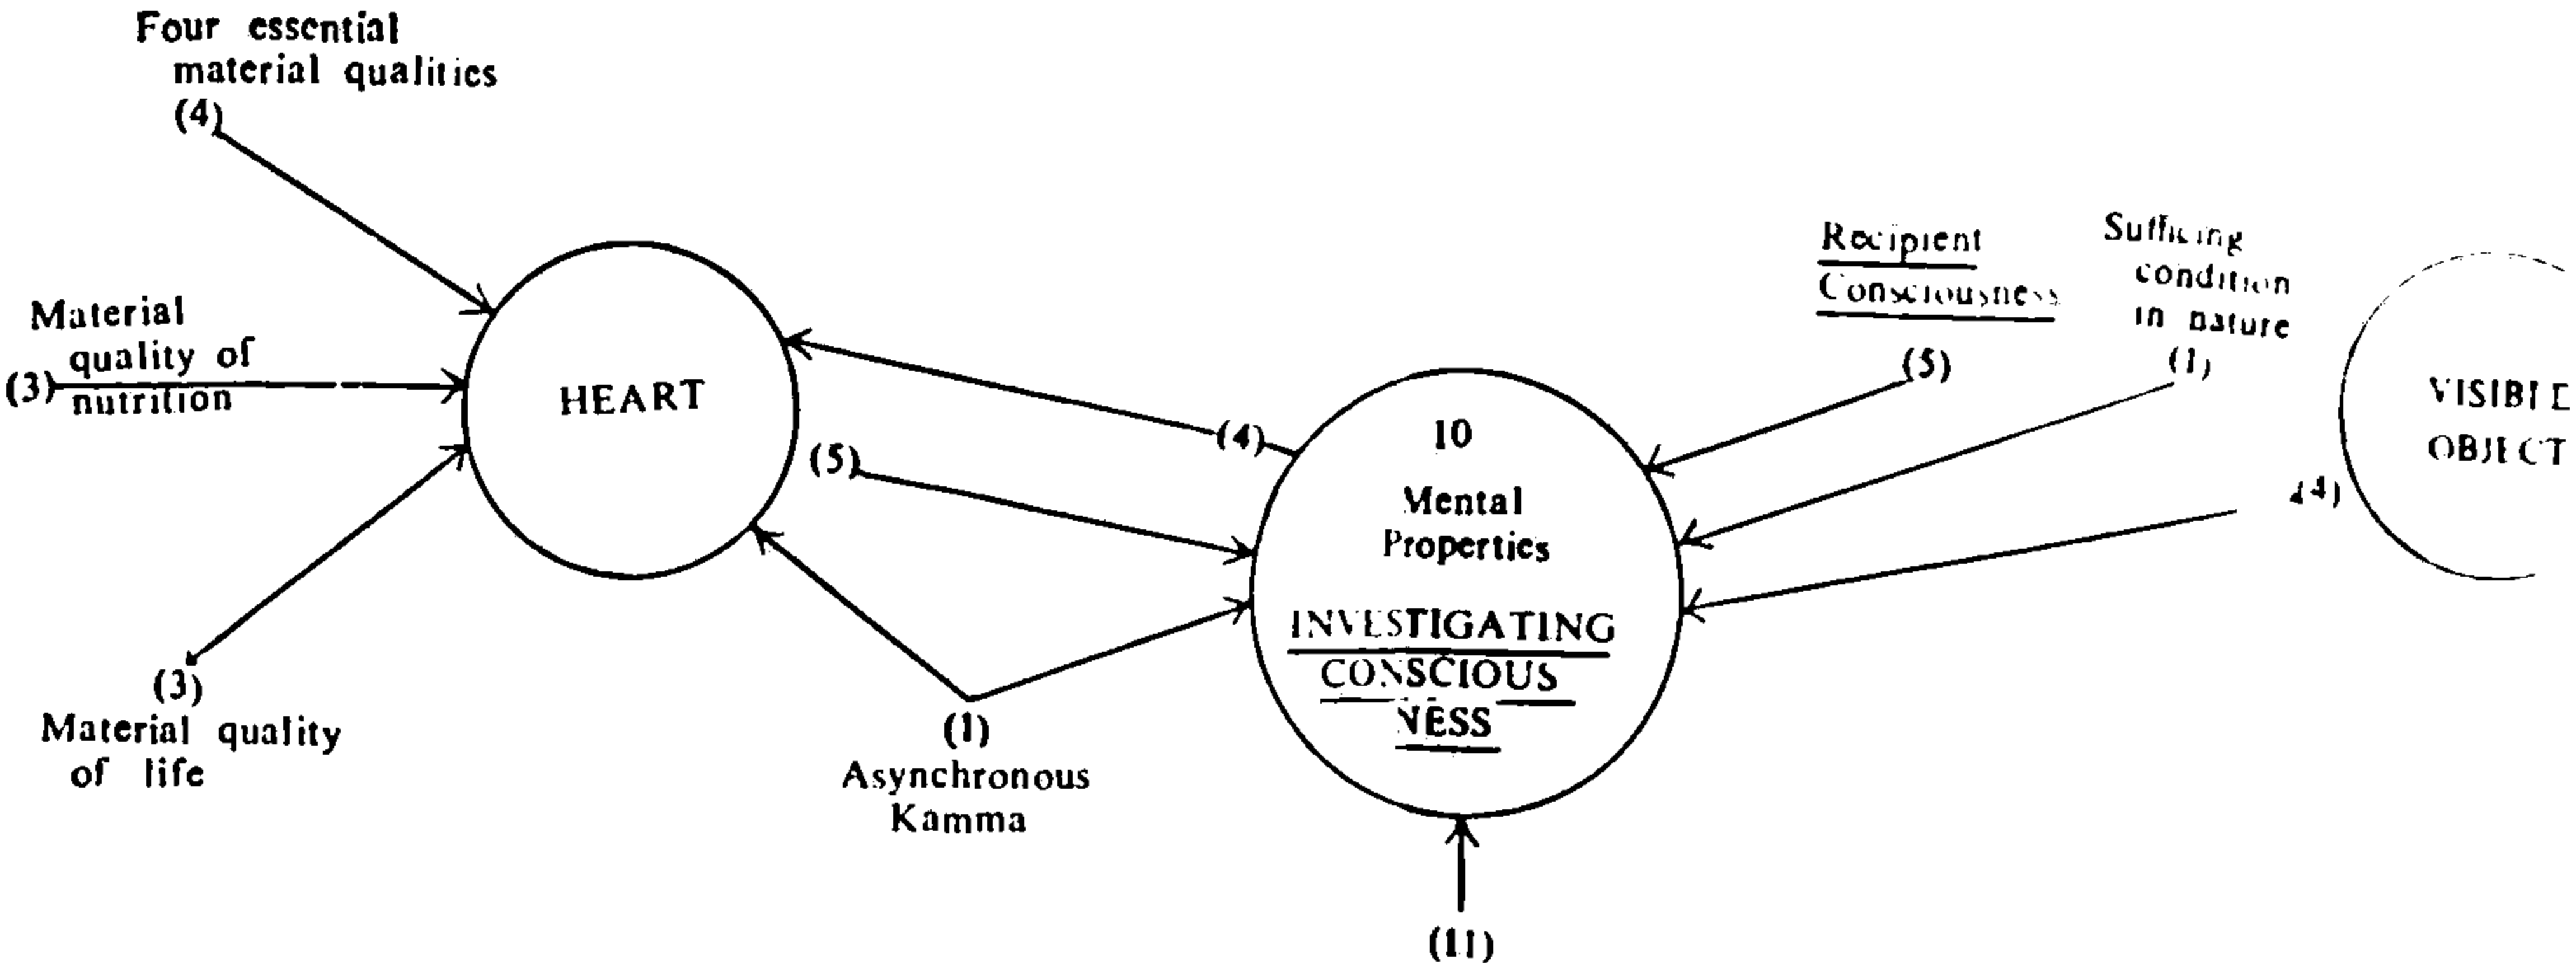 Four essential
material qualities
(4)
Material
quality of
(3) nutrition
HEART
(3)
Material quality
of life
(4)
(5)
(1)
Asynchronous
Kamma
10
Mental
Properties
INVESTIGATING
CONSCIOUS
NESS
(11)
Recipient
Consciousness
(5)
Sufficing
condition
in nature
(1)
VISIBLE
OBJECT